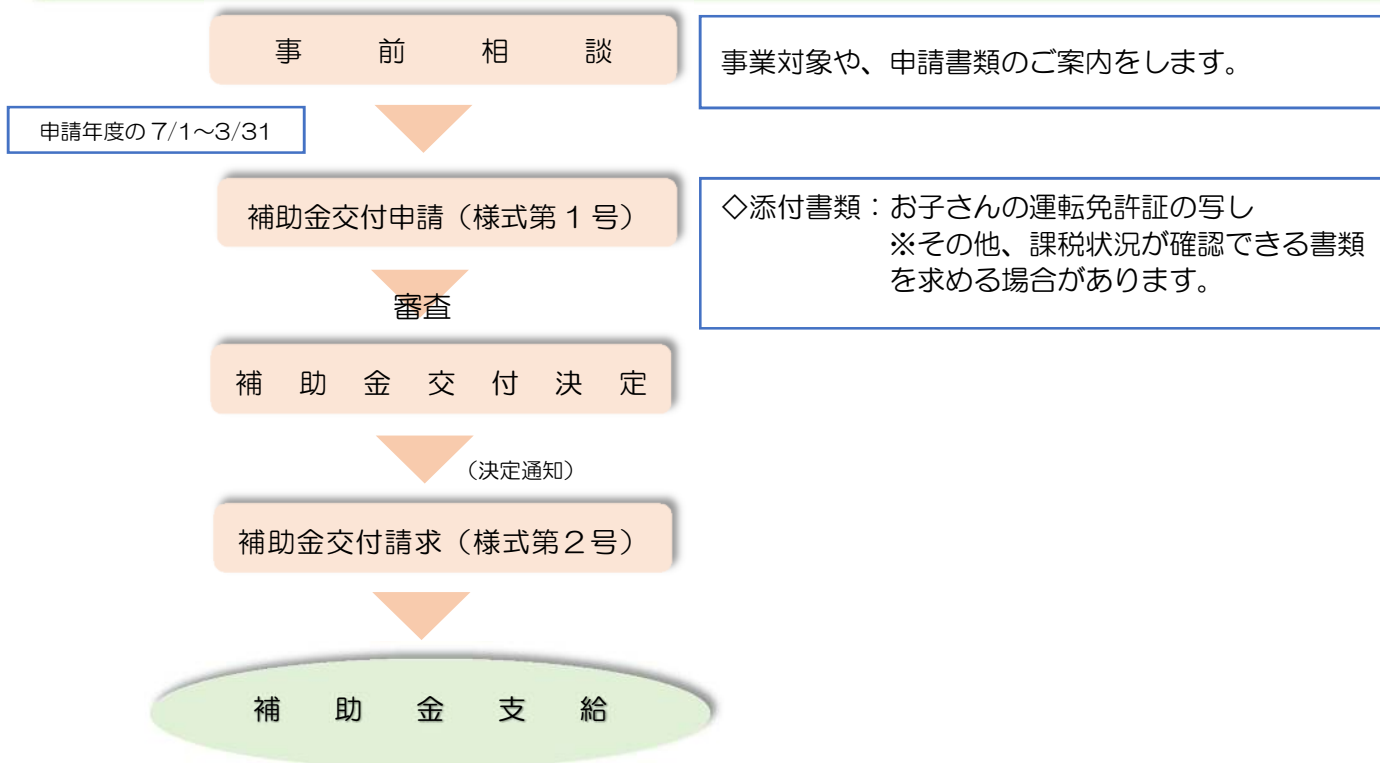 事前相談
事業対象や、申請書類のご案内をします。
申請年度の 7/1~3/31
補助金交付申請（様式第 1 号）
◇添付書類：お子さんの運転免許証の写し
※その他、課税状況が確認できる書類
を求める場合があります。
審査
補助金交付決定
（決定通知）
補助金交付請求（様式第２号）
補助金支給